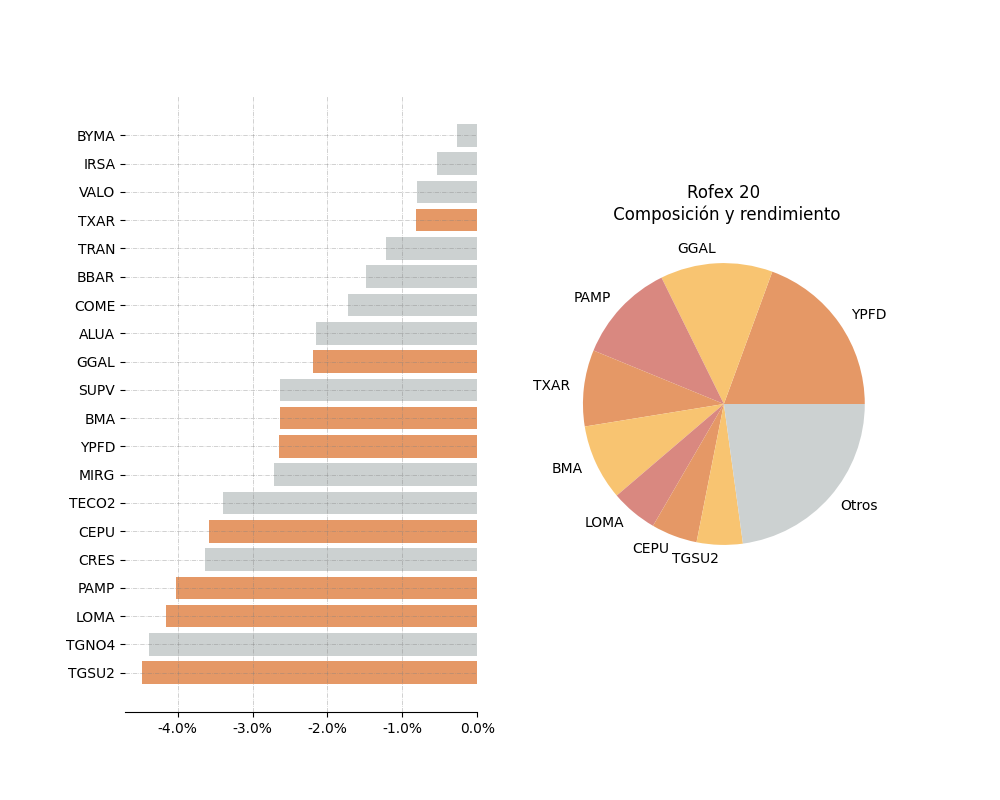 BYMA
IRSA
VALO
TXAR
TRAN
BBAR
COME
ALUA
GGAL
SUPV
BMA
YPFD
MIRG
TECO2
CEPU
CRES
PAMP
LOMA
TGNO4
TGSU2
-4.0% -3.0% -2.0% -1.0% 0.0%
Rofex 20
Composición y rendimiento
GGAL
PAMP
YPFD
TXAR
BMA
LOMA
Otros
CEPU
TGSU2